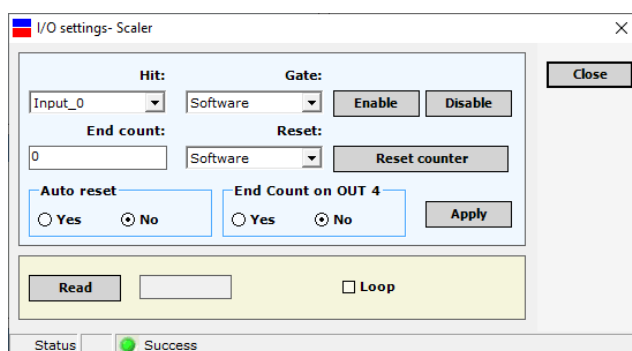 I/O settings- Scaler
Close
Hit: Gate:
Input_0 Software Enable Disable
End count: Reset:
0 Software Reset counter
Auto reset End Count on OUT 4
Yes No Yes No Apply
Read Loop
Status Success